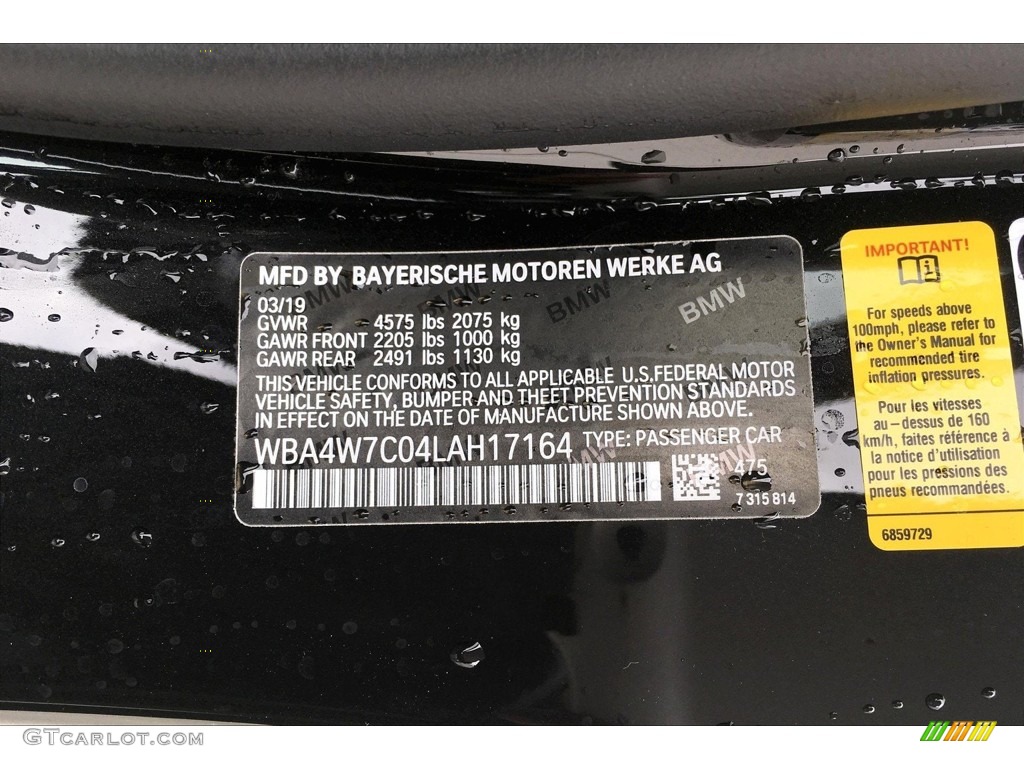 MFD BY BAYERISCHE MOTOREN WERKE AG
03/19
GVWR 4575 lbs 2075 kg
GAWR FRONT 2205 lbs 1000 kg
GAWR REAR 2491 lbs 1130 kg
THIS VEHICLE CONFORMS TO ALL APPLICABLE U.S.FEDERAL MOTOR
VEHICLE SAFETY, BUMPER AND THEFT PREVENTION STANDARDS
IN EFFECT ON THE DATE OF MANUFACTURE SHOWN ABOVE.
WBA4W7C04LAH17164 TYPE: PASSENGER CAR
475
7 315 814
BMW
BMW
BMW
BMW
BMW
IMPORTANT!
For speeds above
100mph, please refer to
the Owner's Manual for
recommended tire
inflation pressures.
Pour les vitesses
au-dessus de 160
km/h, faites référence à
la notice d'utilisation
pour les pressions des
pneus recommandées.
6859729
GTCarlot.com